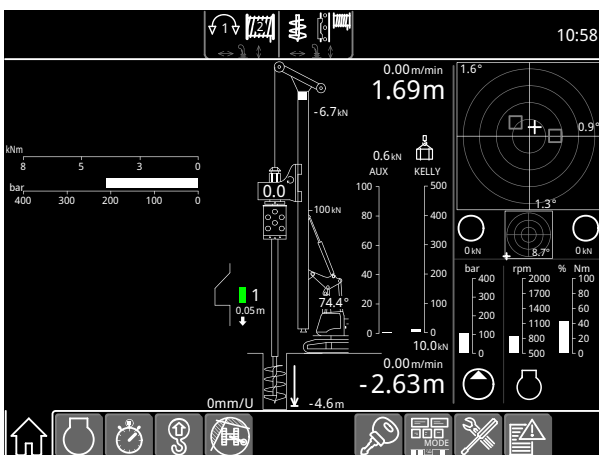 1 2
10:58
0.00m/min
1.69m
-6.7kN
1.6°
0.9°
1.3°
kNm
8 5 3 0
bar
400 300 200 100 0
0.0
0.6kN
AUX KELLY
100 500
80 400
60 300
40 200
20 100
0 0
100kN
10.0kN
0kN 8.7° 0kN
1
0.05m
74.4°
bar rpm % Nm
400 2000 100
300 1700 80
200 1400 60
100 1100 40
800 20
0 500 0
0.00m/min
-2.63m
0mm/U -4.6m
MODE